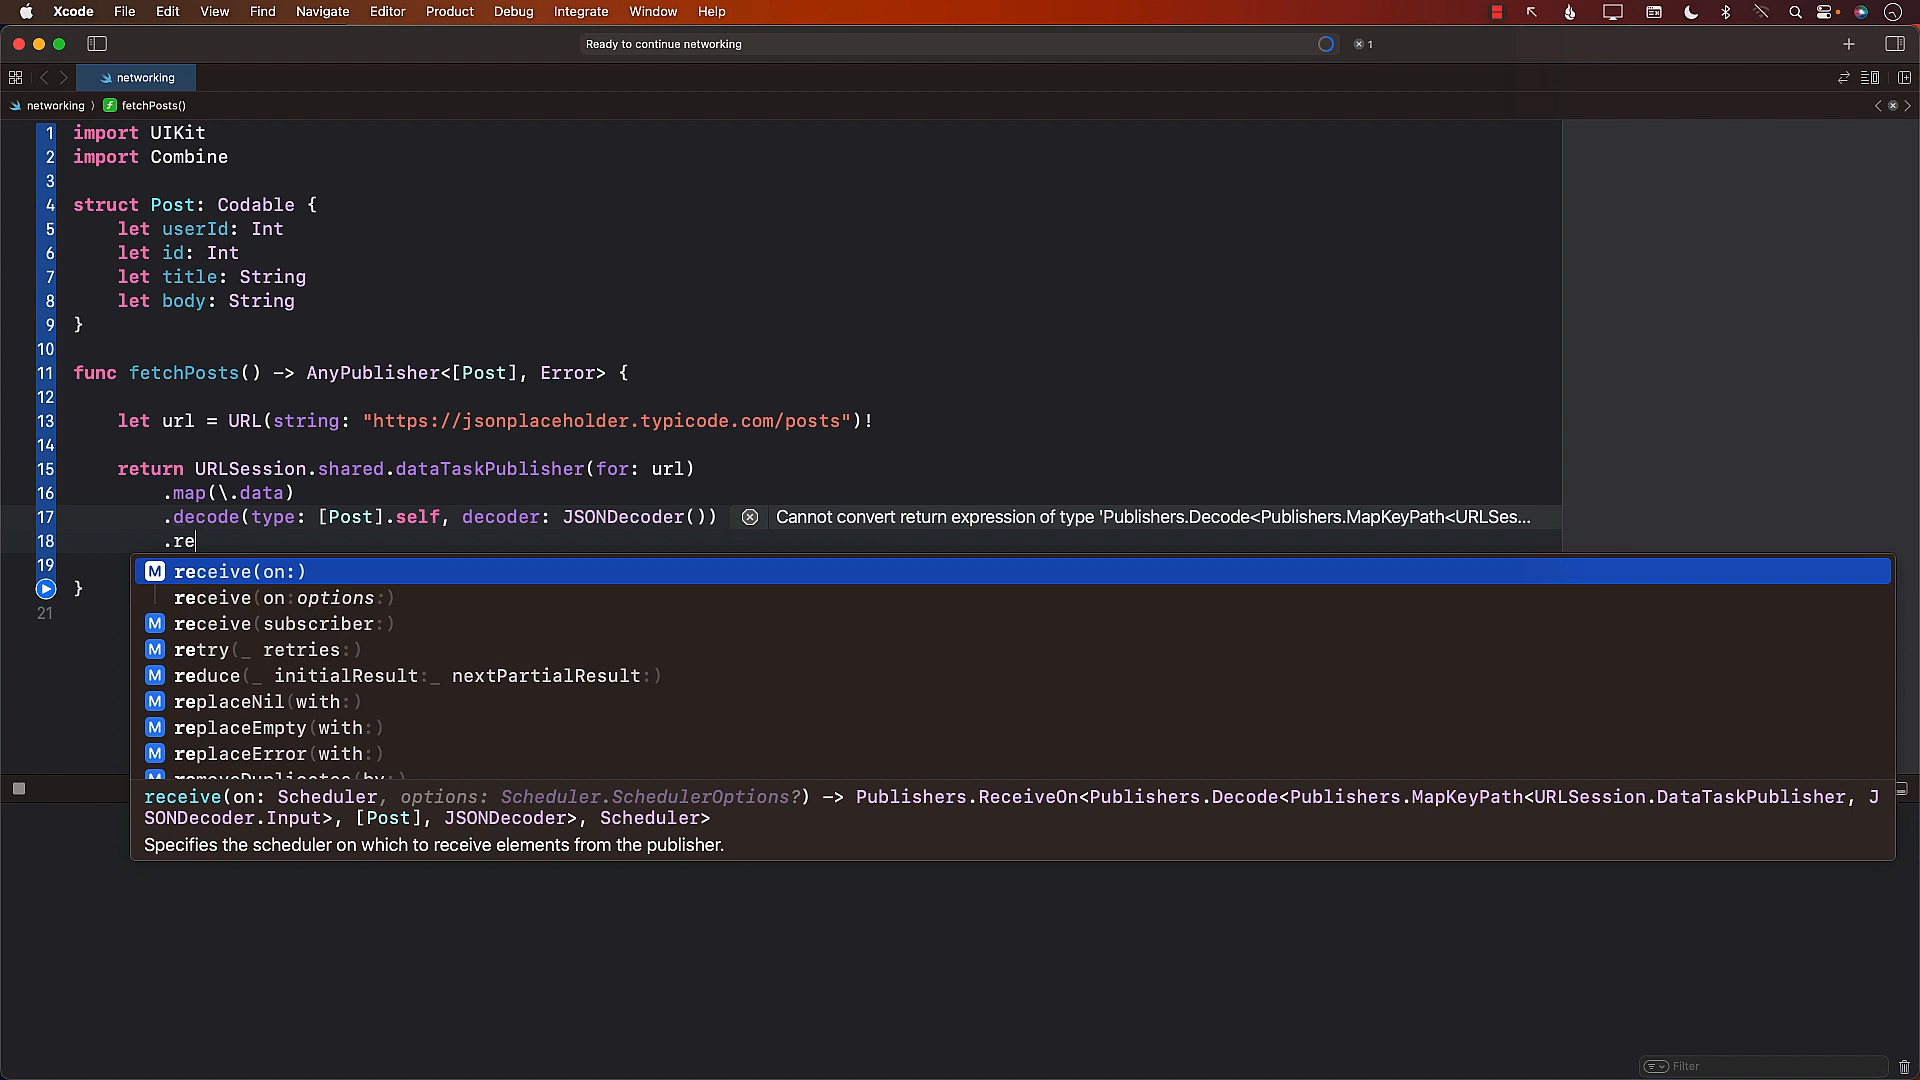 Xcode File Edit View Find Navigate Editor Product Debug Integrate Window Help
Ready to continue networking
1
networking
networking ⟩ f fetchPosts()
1 import UIKit
2 import Combine
3
4 struct Post: Codable {
5 let userId: Int
6 let id: Int
7 let title: String
8 let body: String
9 }
10
11 func fetchPosts() -> AnyPublisher<[Post], Error> {
12
13 let url = URL(string: "https://jsonplaceholder.typicode.com/posts")!
14
15 return URLSession.shared.dataTaskPublisher(for: url)
16 .map(\.data)
17 .decode(type: [Post].self, decoder: JSONDecoder()) Cannot convert return expression of type 'Publishers.Decode<Publishers.MapKeyPath<URLSes...
18 .re
19
}
21
M receive(on:)
receive(on:options:)
M receive(subscriber:)
M retry(_ retries:)
M reduce(_ initialResult:_ nextPartialResult:)
M replaceNil(with:)
M replaceEmpty(with:)
M replaceError(with:)
M removeDuplicates(by:)
receive(on: Scheduler, options: Scheduler.SchedulerOptions?) -> Publishers.ReceiveOn<Publishers.Decode<Publishers.MapKeyPath<URLSession.DataTaskPublisher, J
SONDecoder.Input>, [Post], JSONDecoder>, Scheduler>
Specifies the scheduler on which to receive elements from the publisher.
Filter